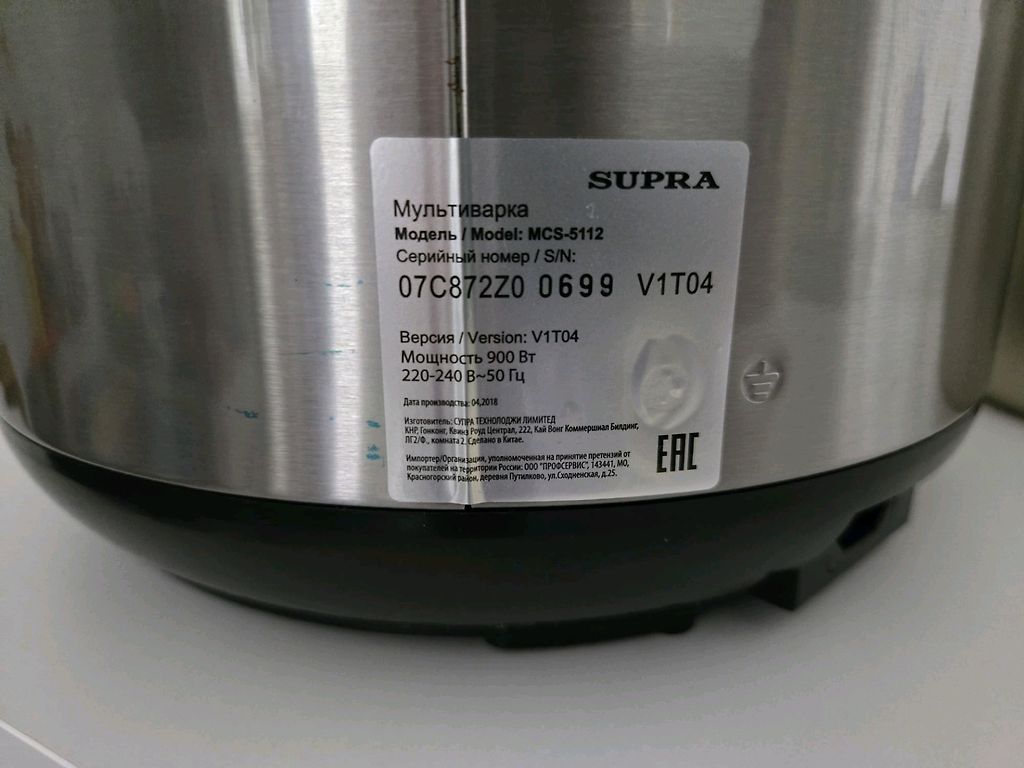 SUPRA
Мультиварка
Модель / Model: MCS-5112
Серийный номер / S/N:
07C872Z0 0699 V1T04
Версия / Version: V1T04
Мощность 900 Вт
220-240 В~50 Гц
Дата производства: 04,2018
Изготовитель: СУПРА ТЕХНОЛОДЖИ ЛИМИТЕД
КНР, Гонконг, Квинз Роуд Централ, 222, Кай Вонг Коммершиал Билдинг,
ЛГ2/Ф., комната 2. Сделано в Китае.
Импортер/Организация, уполномоченная на принятие претензий от
покупателей на территории России: ООО "ПРОФСЕРВИС", 143441, МО,
Красногорский район, деревня Путилково, ул.Сходненская, д.25.
ЕАС